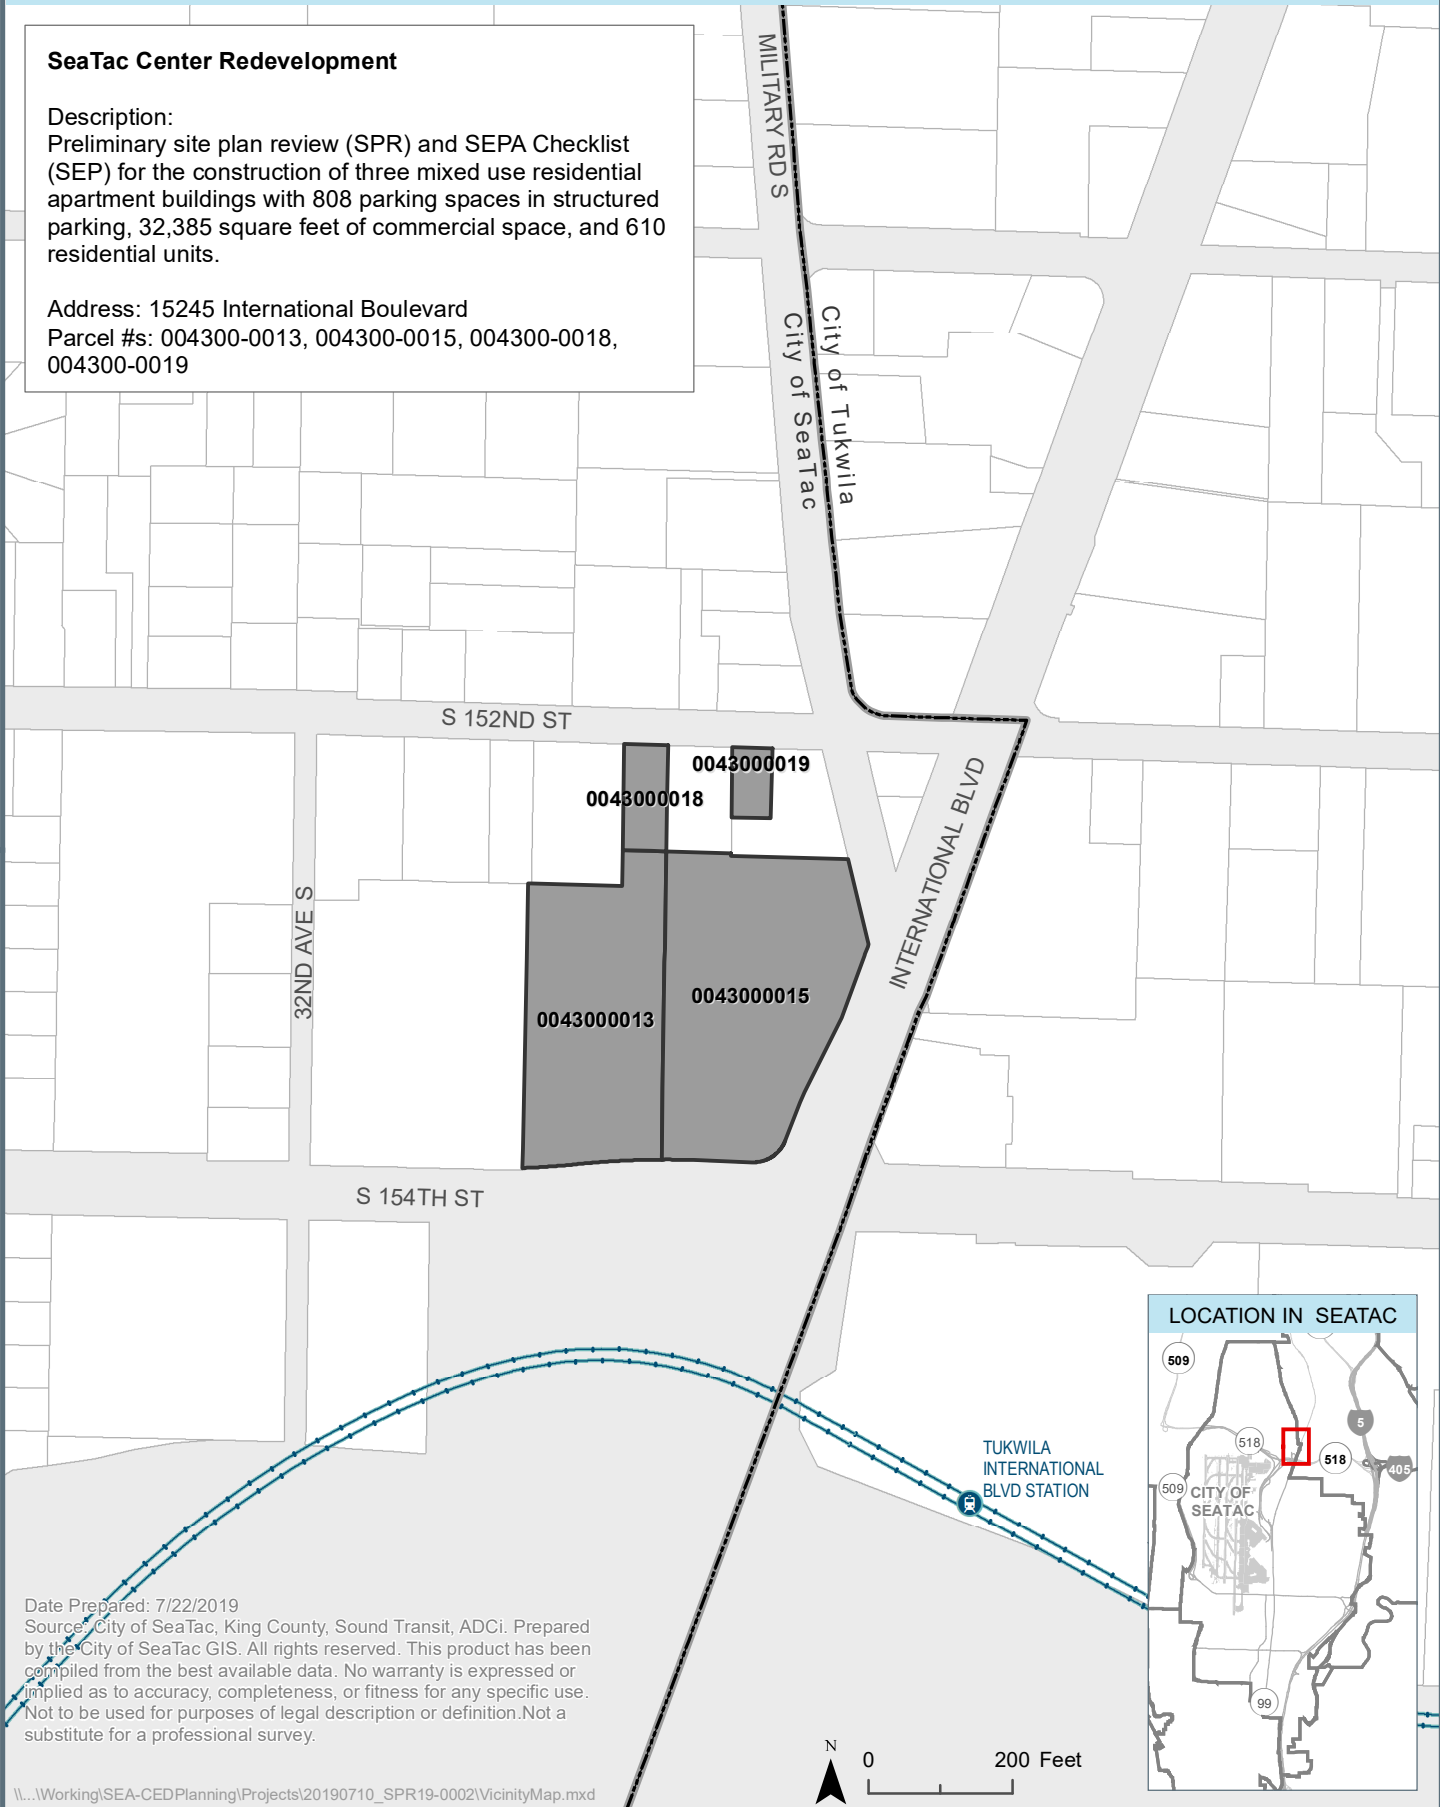 SeaTac Center Redevelopment
Description:
Preliminary site plan review (SPR) and SEPA Checklist
(SEP) for the construction of three mixed use residential
apartment buildings with 808 parking spaces in structured
parking, 32,385 square feet of commercial space, and 610
residential units.
Address: 15245 International Boulevard
Parcel #s: 004300-0013, 004300-0015, 004300-0018,
004300-0019
MILITARY RD S
City of Tukwila
City of SeaTac
S 152ND ST
0043000019
0043000018
INTERNATIONAL BLVD
32ND AVE S
0043000015
0043000013
S 154TH ST
TUKWILA
INTERNATIONAL
BLVD STATION
LOCATION IN SEATAC
509
5
518
518
405
509
CITY OF
SEATAC
99
Date Prepared: 7/22/2019
Source: City of SeaTac, King County, Sound Transit, ADCi. Prepared
by the City of SeaTac GIS. All rights reserved. This product has been
compiled from the best available data. No warranty is expressed or
implied as to accuracy, completeness, or fitness for any specific use.
Not to be used for purposes of legal description or definition.Not a
substitute for a professional survey.
N
0 200 Feet
\\...\Working\SEA-CEDPlanning\Projects\20190710_SPR19-0002\VicinityMap.mxd